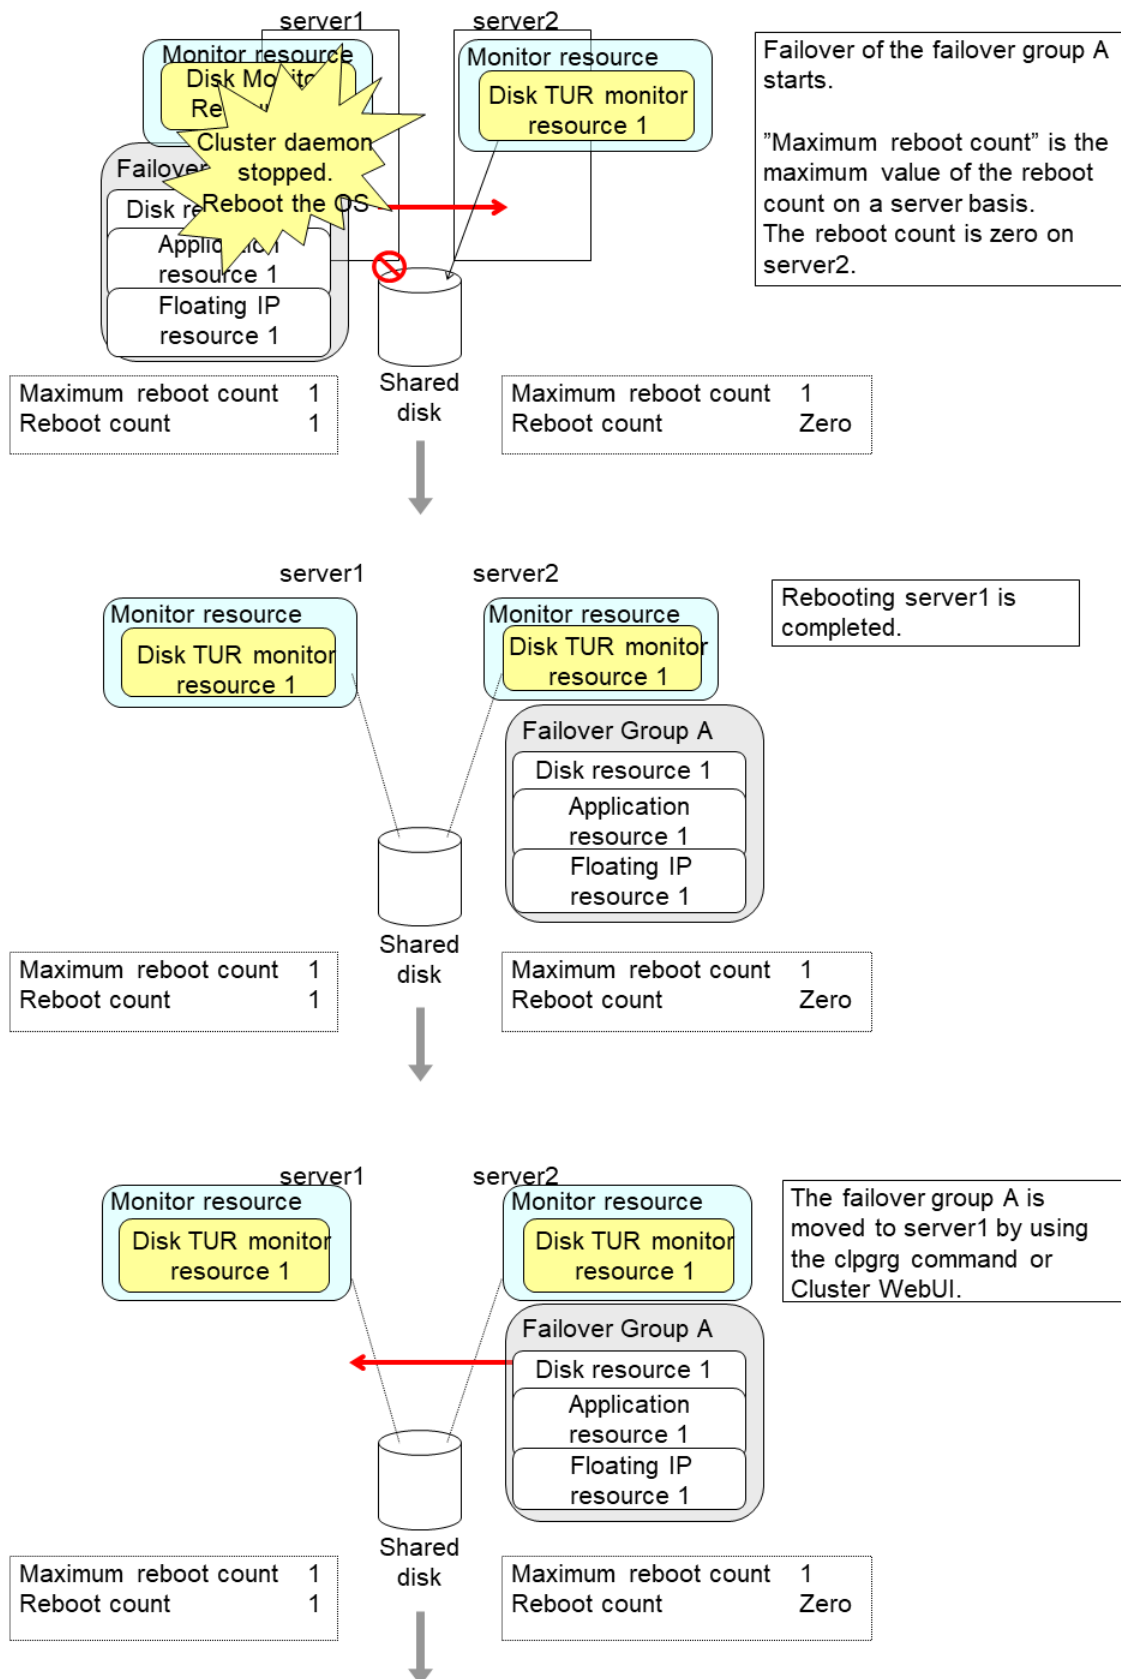 server1
server2
Monitor resource
Disk Monito
Re
Cluster daemon
stopped.
Reboot the OS
Failover
Disk re
Application
resource 1
Floating IP
resource 1
Monitor resource
Disk TUR monitor
resource 1
Failover of the failover group A
starts.
”Maximum reboot count” is the
maximum value of the reboot
count on a server basis.
The reboot count is zero on
server2.
Shared
disk
Maximum reboot count 1
Reboot count 1
Maximum reboot count 1
Reboot count Zero
server1
server2
Monitor resource
Disk TUR monitor
resource 1
Monitor resource
Disk TUR monitor
resource 1
Rebooting server1 is
completed.
Failover Group A
Disk resource 1
Application
resource 1
Floating IP
resource 1
Shared
disk
Maximum reboot count 1
Reboot count 1
Maximum reboot count 1
Reboot count Zero
server1
server2
Monitor resource
Disk TUR monitor
resource 1
Monitor resource
Disk TUR monitor
resource 1
The failover group A is
moved to server1 by using
the clpgrg command or
Cluster WebUI.
Failover Group A
Disk resource 1
Application
resource 1
Floating IP
resource 1
Shared
disk
Maximum reboot count 1
Reboot count 1
Maximum reboot count 1
Reboot count Zero